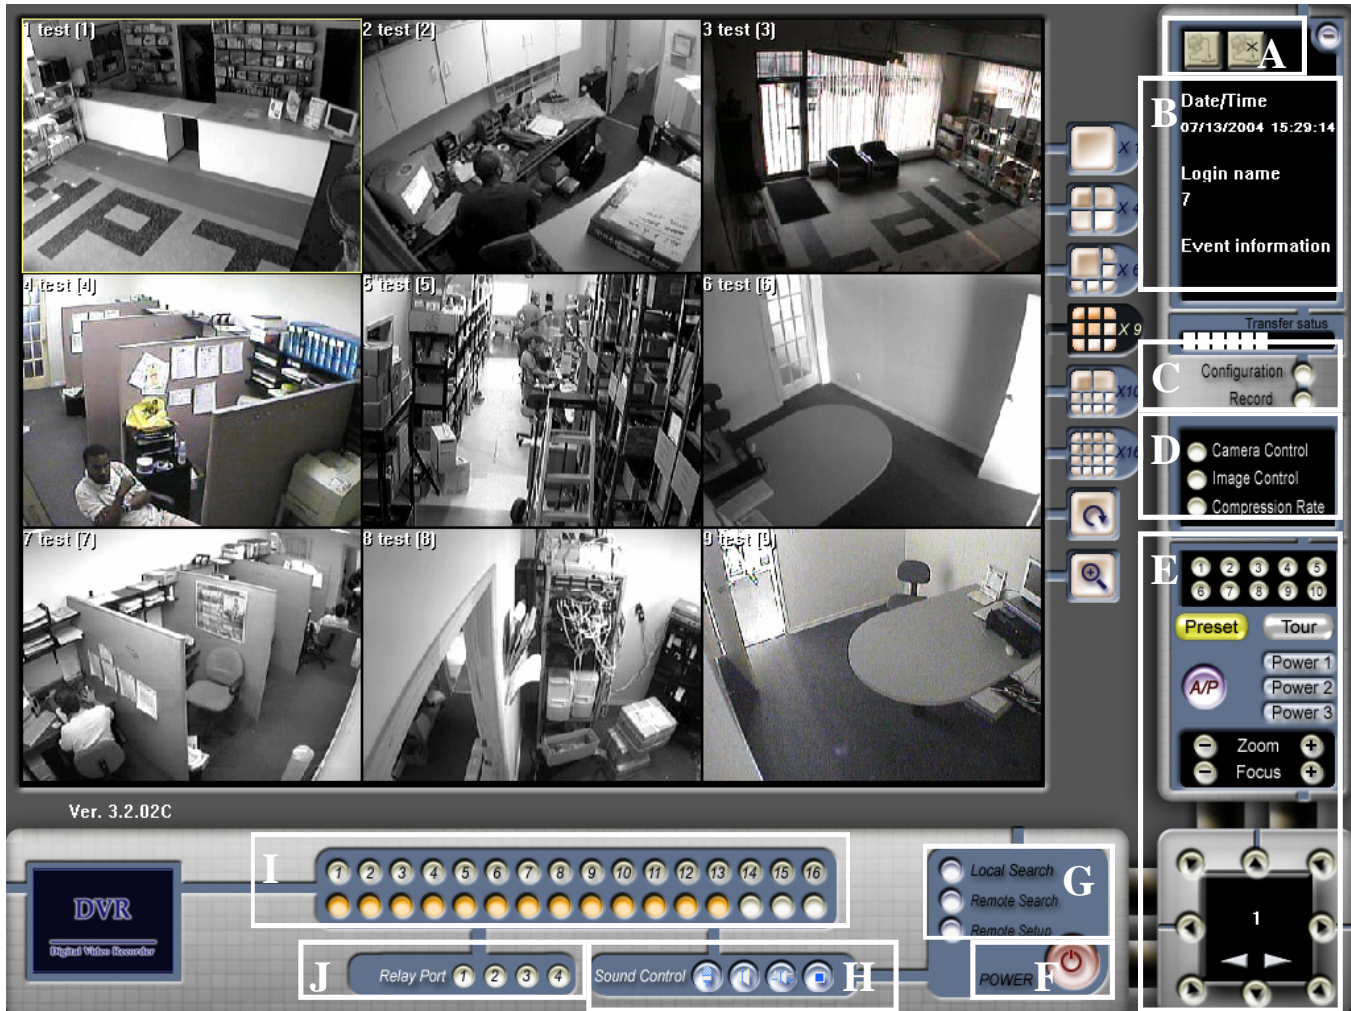 1 test [1]
2 test [2]
3 test [3]
4 test [4]
5 test [5]
6 test [6]
7 test [7]
8 test [8]
9 test [9]
X 1
X 4
X 6
X 9
X10
X16
A
B
Date/Time
07/13/2004 15:29:14
Login name
7
Event information
Transfer satus
C
Configuration
Record
D
Camera Control
Image Control
Compression Rate
E
1 2 3 4 5
6 7 8 9 10
Preset Tour
Power 1
A/P Power 2
Power 3
Zoom
Focus
1
Ver. 3.2.02C
DVR
Digital Video Recorder
I
1 2 3 4 5 6 7 8 9 10 11 12 13 14 15 16
J
Relay Port 1 2 3 4
Sound Control
H
G
Local Search
Remote Search
Remote Setup
POWER
F